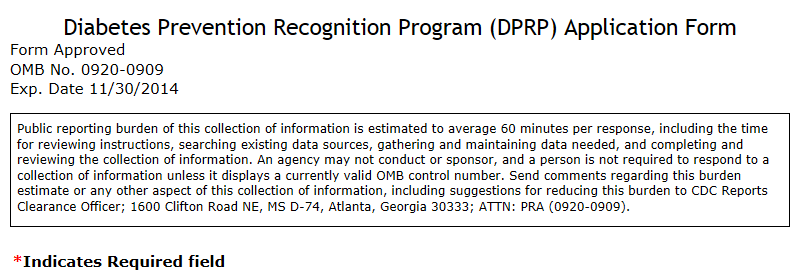 Diabetes Prevention Recognition Program (DPRP) Application Form
Form Approved
OMB No. 0920-0909
Exp. Date 11/30/2014
Public reporting burden of this collection of information is estimated to average 60 minutes per response, including the time
for reviewing instructions, searching existing data sources, gathering and maintaining data needed, and completing and
reviewing the collection of information. An agency may not conduct or sponsor, and a person is not required to respond to a
collection of information unless it displays a currently valid OMB control number. Send comments regarding this burden
estimate or any other aspect of this collection of information, including suggestions for reducing this burden to CDC Reports
Clearance Officer; 1600 Clifton Road NE, MS D-74, Atlanta, Georgia 30333; ATTN: PRA (0920-0909).
*Indicates Required field